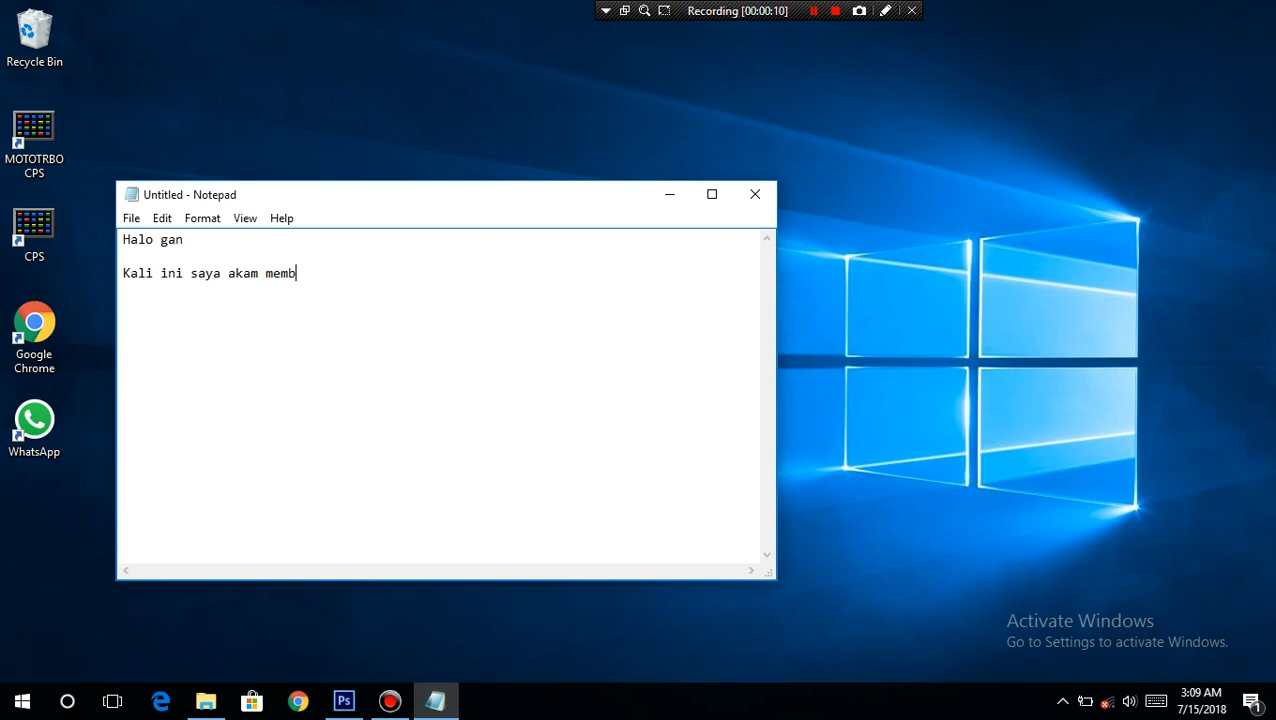 Recording [00:00:10]
Recycle Bin
MOTOTRBO
CPS
CPS
Google
Chrome
WhatsApp
Untitled - Notepad
File Edit Format View Help
Halo gan
Kali ini saya akam memb
Activate Windows
Go to Settings to activate Windows.
Ps
3:09 AM
7/15/2018
1